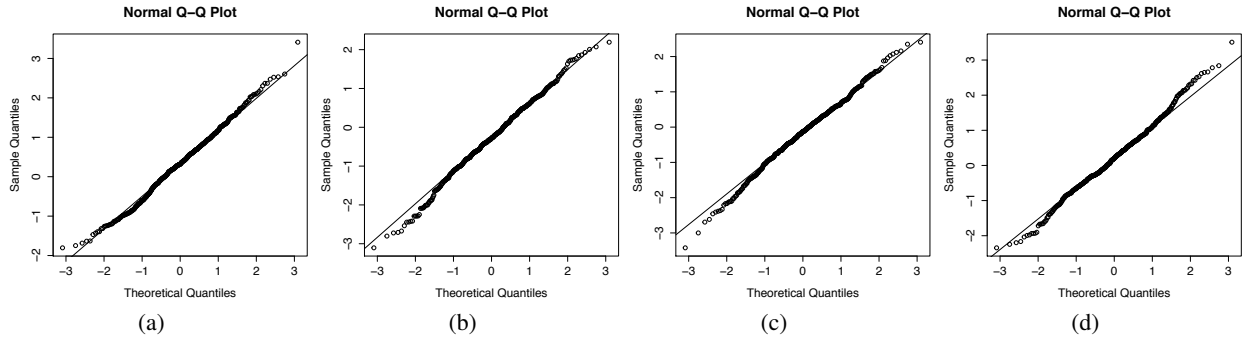 Normal Q−Q Plot
Sample Quantiles
3
2
1
0
−1
−2
−3 −2 −1 0 1 2 3
Theoretical Quantiles
(a)
Normal Q−Q Plot
Sample Quantiles
2
1
0
−1
−2
−3
−3 −2 −1 0 1 2 3
Theoretical Quantiles
(b)
Normal Q−Q Plot
Sample Quantiles
2
1
0
−1
−2
−3
−3 −2 −1 0 1 2 3
Theoretical Quantiles
(c)
Normal Q−Q Plot
Sample Quantiles
3
2
1
0
−1
−2
−3 −2 −1 0 1 2 3
Theoretical Quantiles
(d)